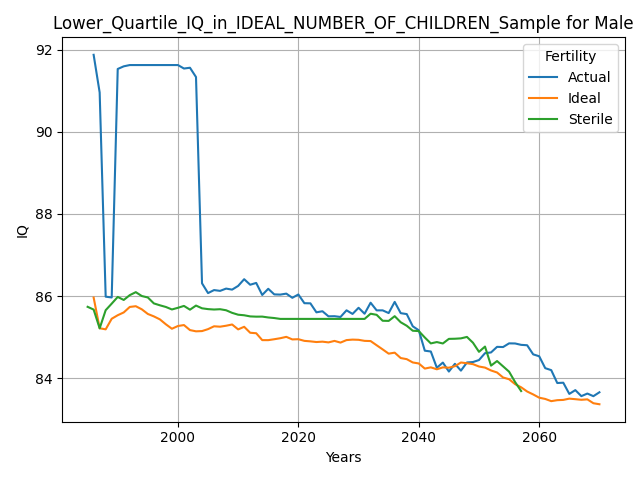 Lower_Quartile_IQ_in_IDEAL_NUMBER_OF_CHILDREN_Sample for Male
Fertility
Actual
Ideal
Sterile
IQ
92
90
88
86
84
2000
2020
2040
2060
Years